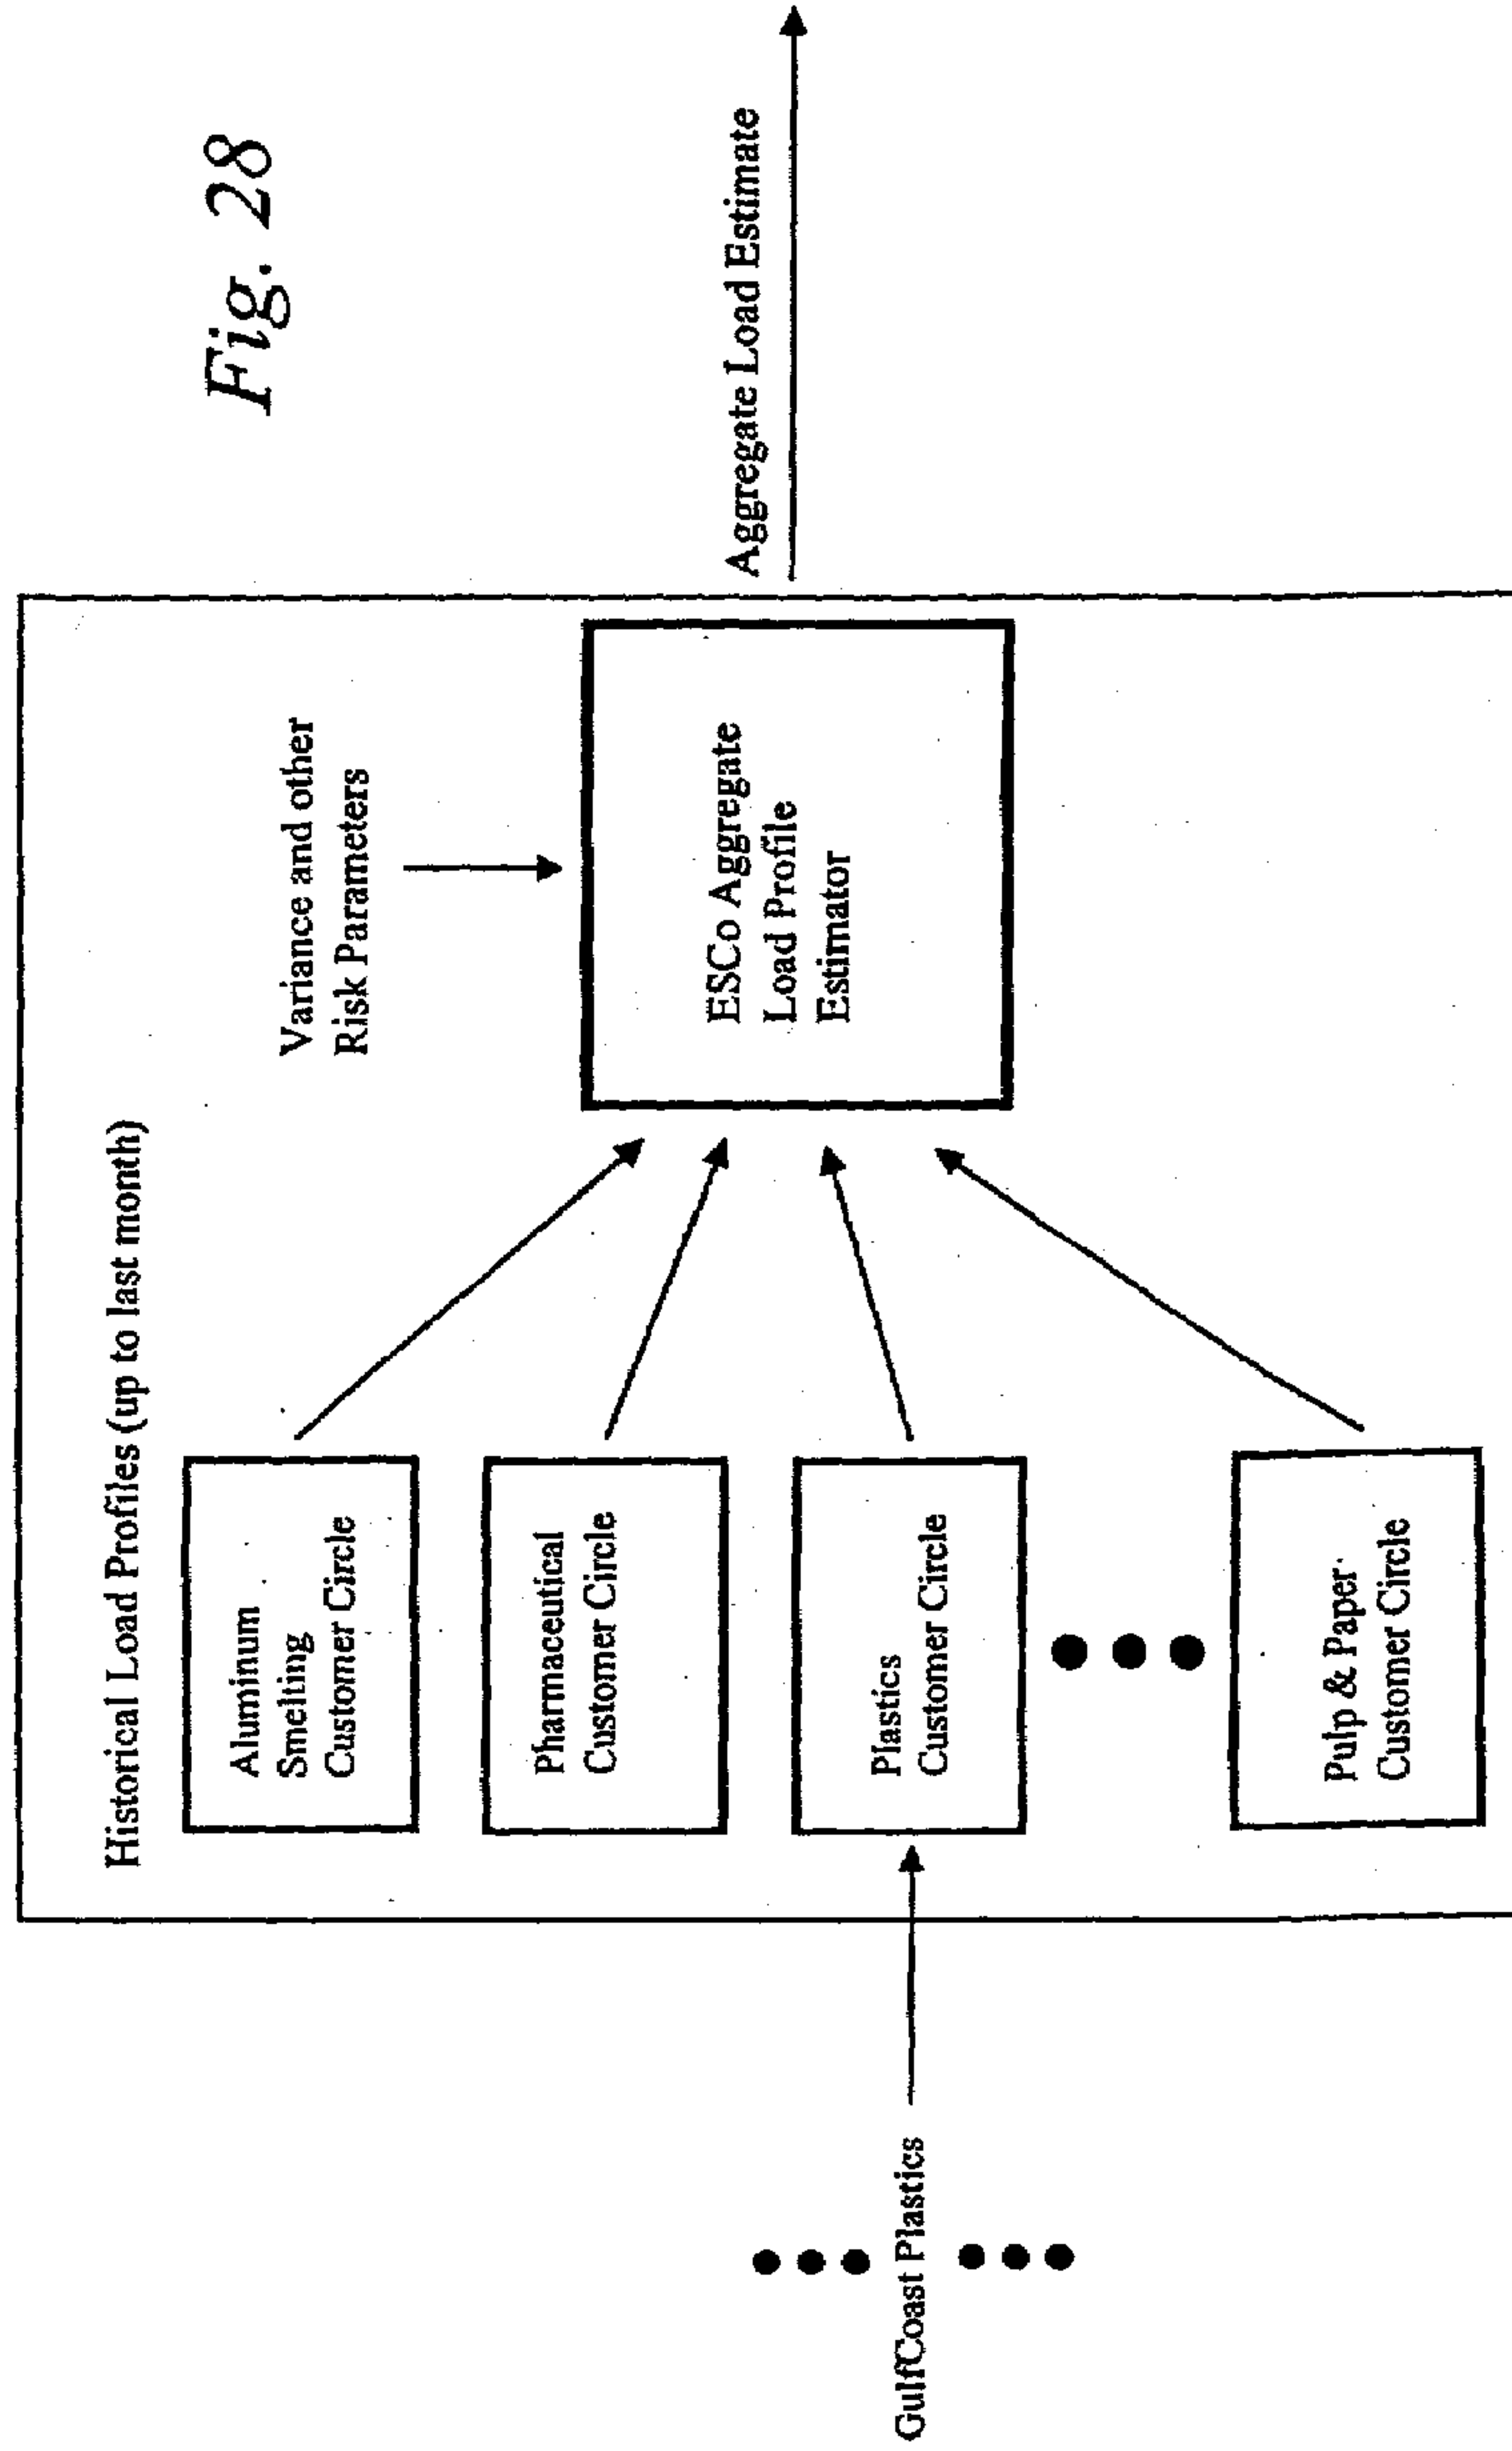 Fig. 28
Historical Load Profiles (up to last month)
Variance and other
Risk Parameters
Aluminum
Smelting
Customer Circle
Pharmaceutical
Customer Circle
Plastics
Customer Circle
Pulp & Paper
Customer Circle
GulfCoast Plastics
ESCo Aggregate
Load Profile
Estimator
Aggregate Load Estimate